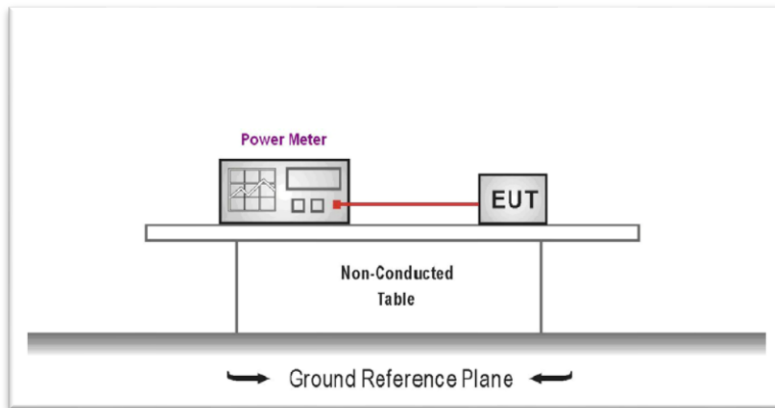 Power Meter
EUT
Non-Conducted
Table
Ground Reference Plane